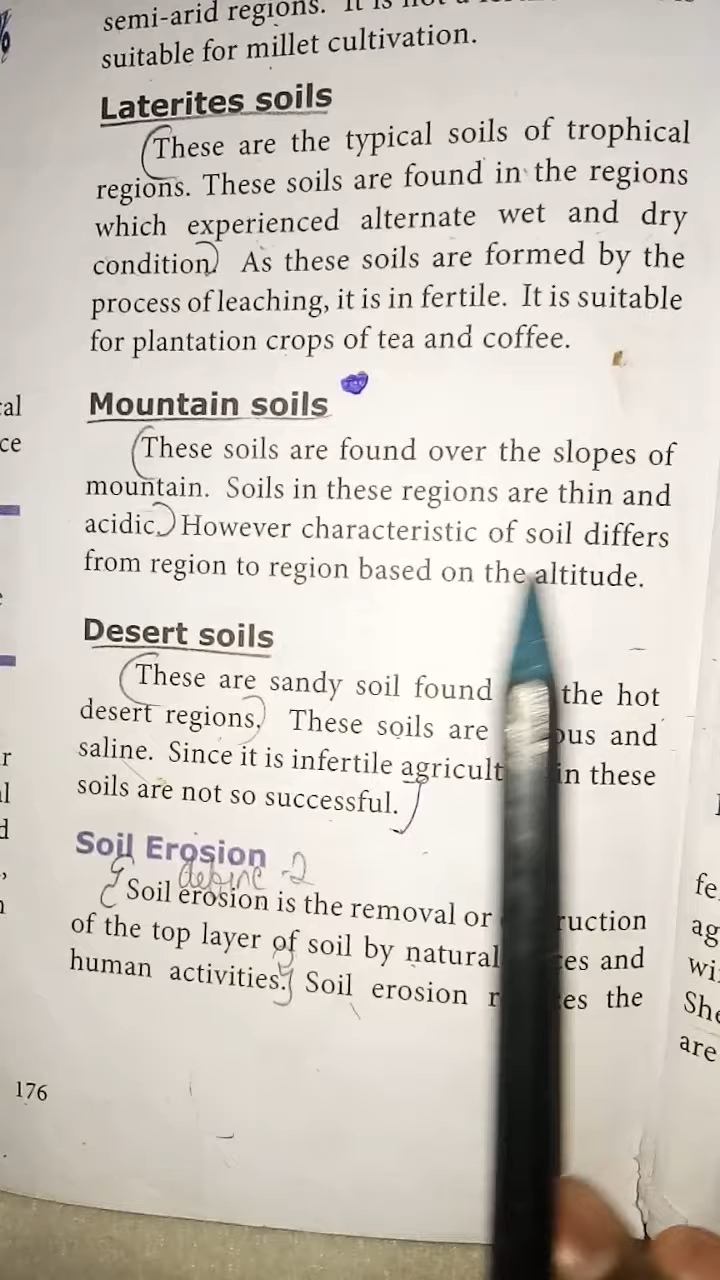 semi-arid regions. It is
suitable for millet cultivation.
Laterites soils
These are the typical soils of trophical
regions. These soils are found in the regions
which experienced alternate wet and dry
condition. As these soils are formed by the
process of leaching, it is in fertile. It is suitable
for plantation crops of tea and coffee.
Mountain soils
These soils are found over the slopes of
mountain. Soils in these regions are thin and
acidic. However characteristic of soil differs
from region to region based on the altitude.
Desert soils
These are sandy soil found the hot
desert regions. These soils are and
saline. Since it is infertile in these
soils are not so successful.
Soil Erosion
define -2
Soil erosion is the removal or
of the top layer of soil by natural and
human activities. Soil erosion the
176